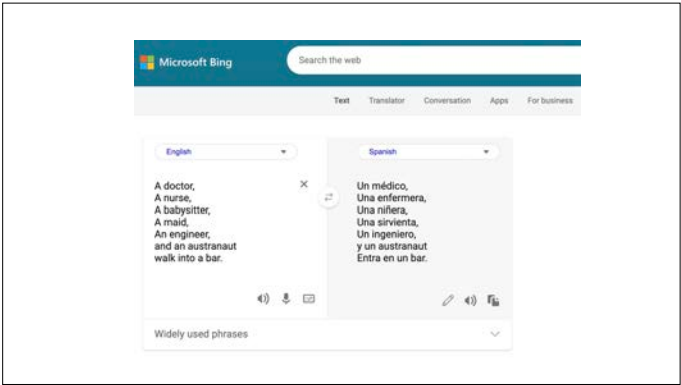 Microsoft Bing
Search the web
Text Translator Conversation Apps For business
English
Spanish
A doctor,
A nurse,
A babysitter,
A maid,
An engineer,
and an austranaut
walk into a bar.
Un médico,
Una enfermera,
Una niñera,
Una sirvienta,
Un ingeniero,
y un austranaut
Entra en un bar.
Widely used phrases